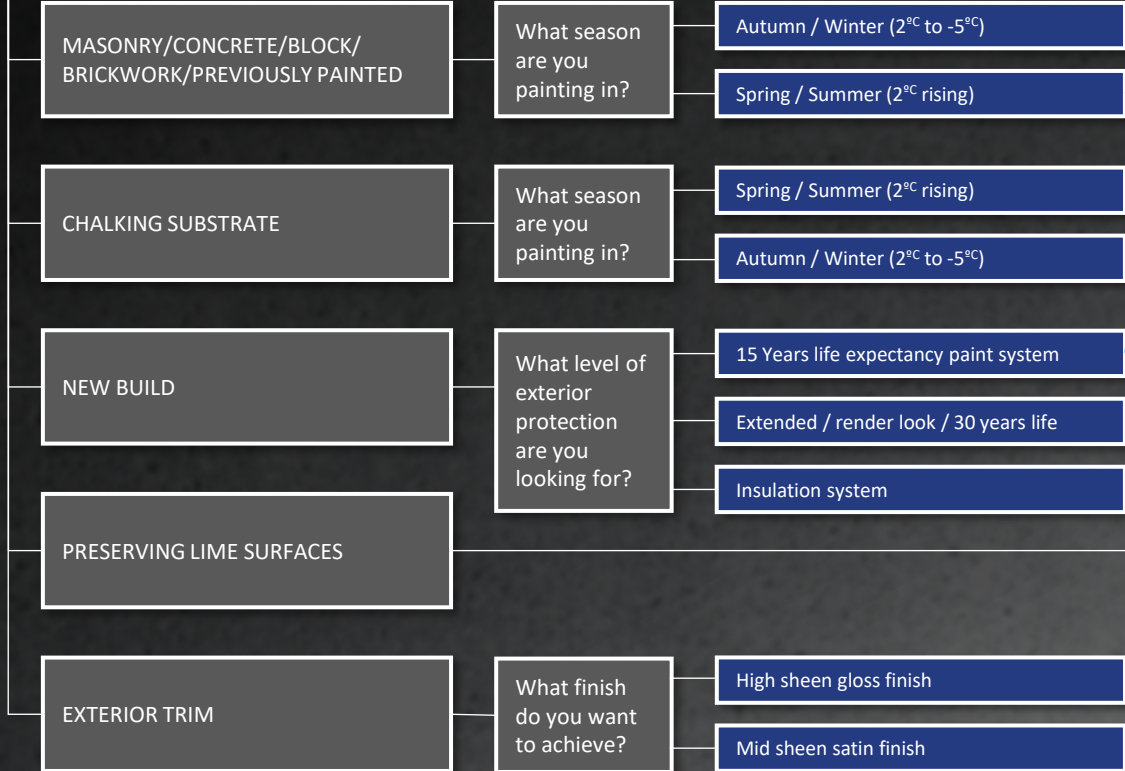 MASONRY/CONCRETE/BLOCK/
BRICKWORK/PREVIOUSLY PAINTED
What season
are you
painting in?
Autumn / Winter (2ºC to -5ºC)
Spring / Summer (2ºC rising)
CHALKING SUBSTRATE
What season
are you
painting in?
Spring / Summer (2ºC rising)
Autumn / Winter (2ºC to -5ºC)
NEW BUILD
What level of
exterior
protection
are you
looking for?
15 Years life expectancy paint system
Extended / render look / 30 years life
Insulation system
PRESERVING LIME SURFACES
EXTERIOR TRIM
What finish
do you want
to achieve?
High sheen gloss finish
Mid sheen satin finish